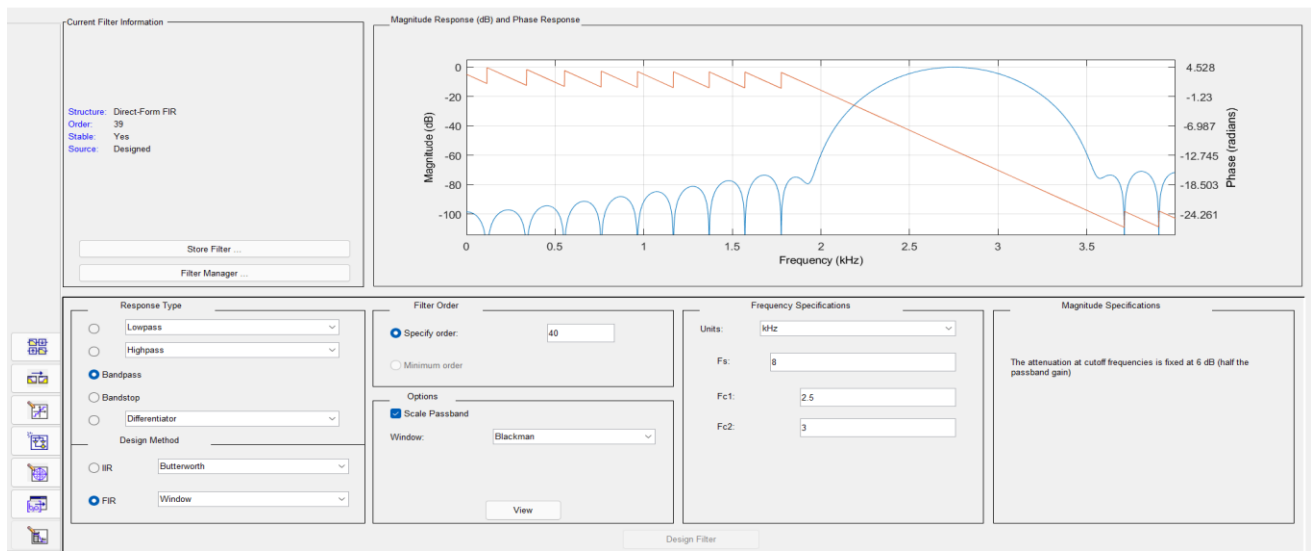 Current Filter Information
Structure: Direct-Form FIR
Order: 39
Stable: Yes
Source: Designed
Store Filter ...
Filter Manager ...
Magnitude Response (dB) and Phase Response
0
-20
-40
-60
-80
-100
Magnitude (dB)
0 0.5 1 1.5 2 2.5 3 3.5
Frequency (kHz)
4.528
-1.23
-6.987
-12.745
-18.503
-24.261
Phase (radians)
Response Type
Lowpass
Highpass
Bandpass
Bandstop
Differentiator
Design Method
IIR Butterworth
FIR Window
Filter Order
Specify order: 40
Minimum order
Options
Scale Passband
Window: Blackman
View
Frequency Specifications
Units: kHz
Fs: 8
Fc1: 2.5
Fc2: 3
Magnitude Specifications
The attenuation at cutoff frequencies is fixed at 6 dB (half the
passband gain)
Design Filter